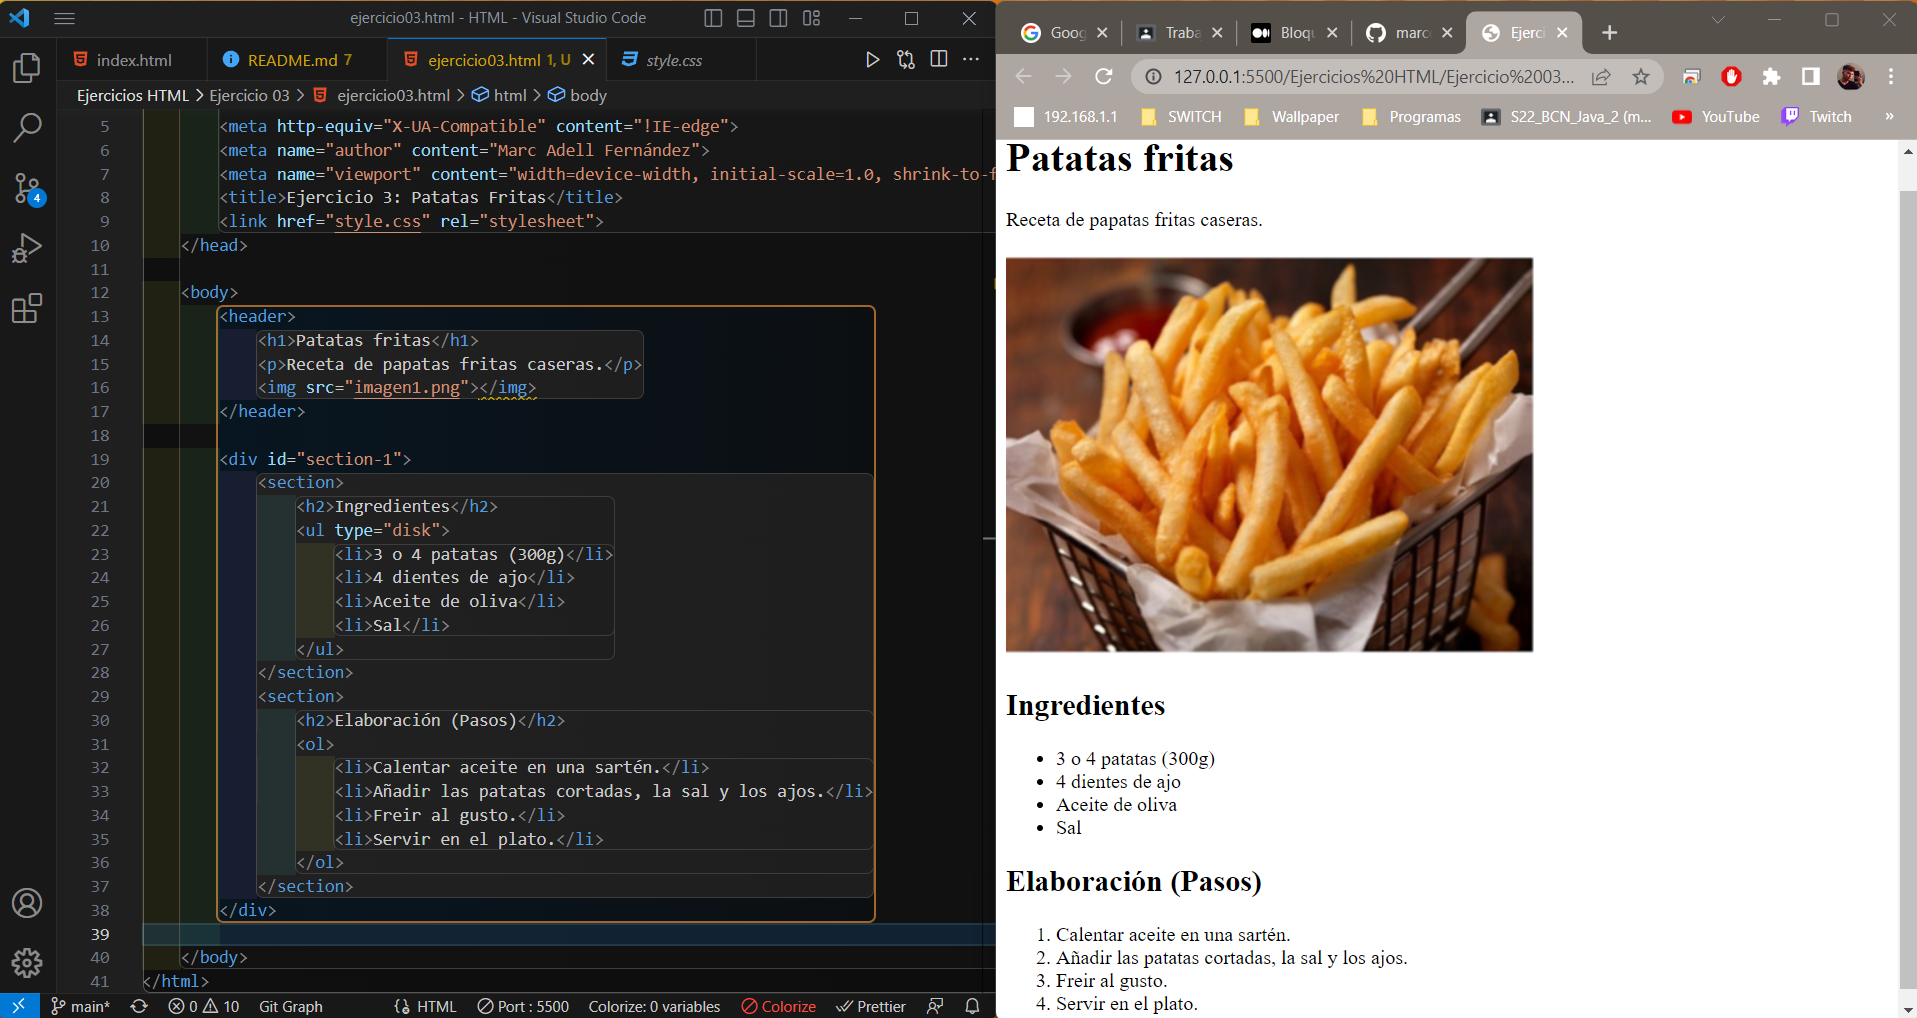 ejercicio03.html - HTML - Visual Studio Code
index.html
README.md 7
ejercicio03.html 1, U
style.css
Ejercicios HTML > Ejercicio 03 > ejercicio03.html > html > body
4
5 <meta http-equiv="X-UA-Compatible" content="!IE-edge">
6 <meta name="author" content="Marc Adell Fernández">
7 <meta name="viewport" content="width=device-width, initial-scale=1.0, shrink-to-f
8 <title>Ejercicio 3: Patatas Fritas</title>
9 <link href="style.css" rel="stylesheet">
10 </head>
11
12 <body>
13 <header>
14 <h1>Patatas fritas</h1>
15 <p>Receta de papatas fritas caseras.</p>
16 <img src="imagen1.png"></img>
17 </header>
18
19 <div id="section-1">
20 <section>
21 <h2>Ingredientes</h2>
22 <ul type="disk">
23 <li>3 o 4 patatas (300g)</li>
24 <li>4 dientes de ajo</li>
25 <li>Aceite de oliva</li>
26 <li>Sal</li>
27 </ul>
28 </section>
29 <section>
30 <h2>Elaboración (Pasos)</h2>
31 <ol>
32 <li>Calentar aceite en una sartén.</li>
33 <li>Añadir las patatas cortadas, la sal y los ajos.</li>
34 <li>Freir al gusto.</li>
35 <li>Servir en el plato.</li>
36 </ol>
37 </section>
38 </div>
39
40 </body>
41 </html>
main* 0 10 Git Graph HTML Port : 5500 Colorize: 0 variables Colorize Prettier
Goog
Traba
Bloqu
marc
Ejerci
127.0.0.1:5500/Ejercicios%20HTML/Ejercicio%2003...
192.168.1.1 SWITCH Wallpaper Programas S22_BCN_Java_2 (m... YouTube Twitch »
Patatas fritas
Receta de papatas fritas caseras.
Ingredientes
• 3 o 4 patatas (300g)
• 4 dientes de ajo
• Aceite de oliva
• Sal
Elaboración (Pasos)
1. Calentar aceite en una sartén.
2. Añadir las patatas cortadas, la sal y los ajos.
3. Freir al gusto.
4. Servir en el plato.